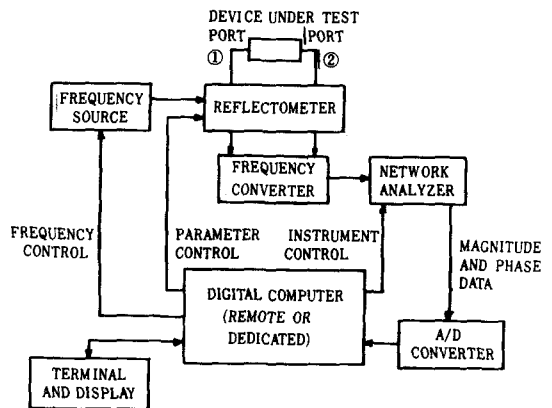 DEVICE UNDER TEST
PORT
PORT
①
②
FREQUENCY
SOURCE
REFLECTOMETER
FREQUENCY
CONVERTER
NETWORK
ANALYZER
FREQUENCY
CONTROL
PARAMETER
CONTROL
INSTRUMENT
CONTROL
MAGNITUDE
AND PHASE
DATA
DIGITAL COMPUTER
(REMOTE OR
DEDICATED)
A/D
CONVERTER
TERMINAL
AND DISPLAY